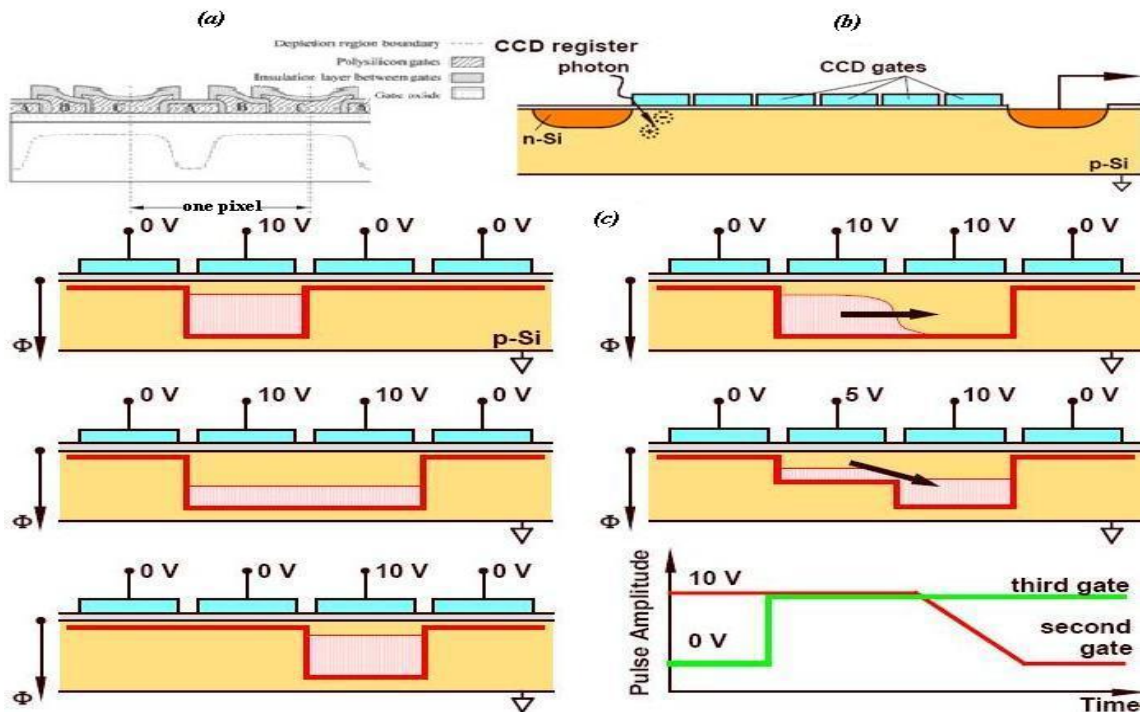 (a)
Depletion region boundary
Polysilicon gates
Insulation layer between gates
Gate oxide
A B C A B C A
one pixel
(b)
CCD register
photon
CCD gates
n-Si
p-Si
(c)
0 V 10 V 0 V 0 V
Φ
p-Si
0 V 10 V 10 V 0 V
Φ
0 V 10 V 10 V 0 V
Φ
0 V 5 V 10 V 0 V
Φ
0 V 0 V 10 V 0 V
Φ
Pulse Amplitude
10 V
0 V
third gate
second
gate
Time